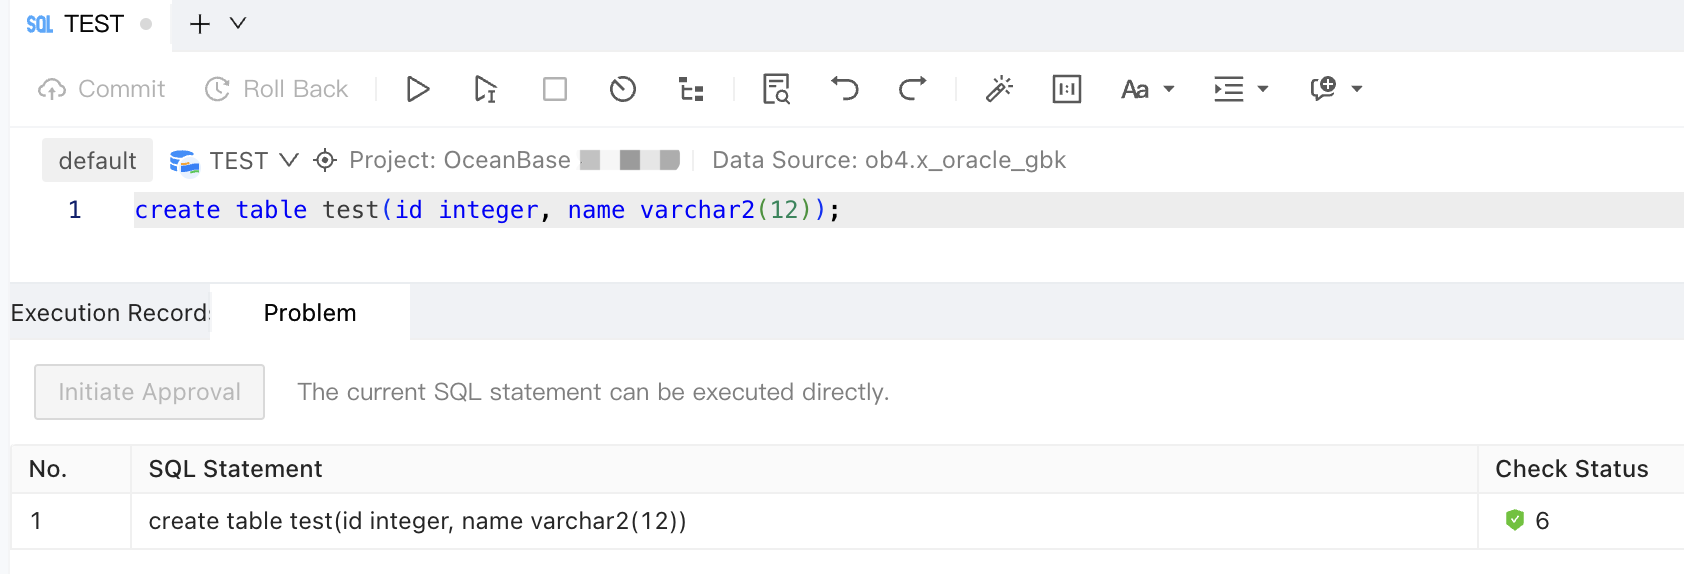 SQL TEST
Commit Roll Back Aa
default TEST Project: OceanBase Data Source: ob4.x_oracle_gbk
1 create table test(id integer, name varchar2(12));
Execution Record Problem
Initiate Approval The current SQL statement can be executed directly.
No. SQL Statement Check Status
1 create table test(id integer, name varchar2(12)) 6